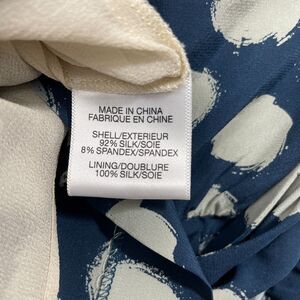 MADE IN CHINA
FABRIQUE EN CHINE
SHELL/EXTERIEUR
92% SILK/SOIE
8% SPANDEX/SPANDEX
LINING/DOUBLURE
100% SILK/SOIE